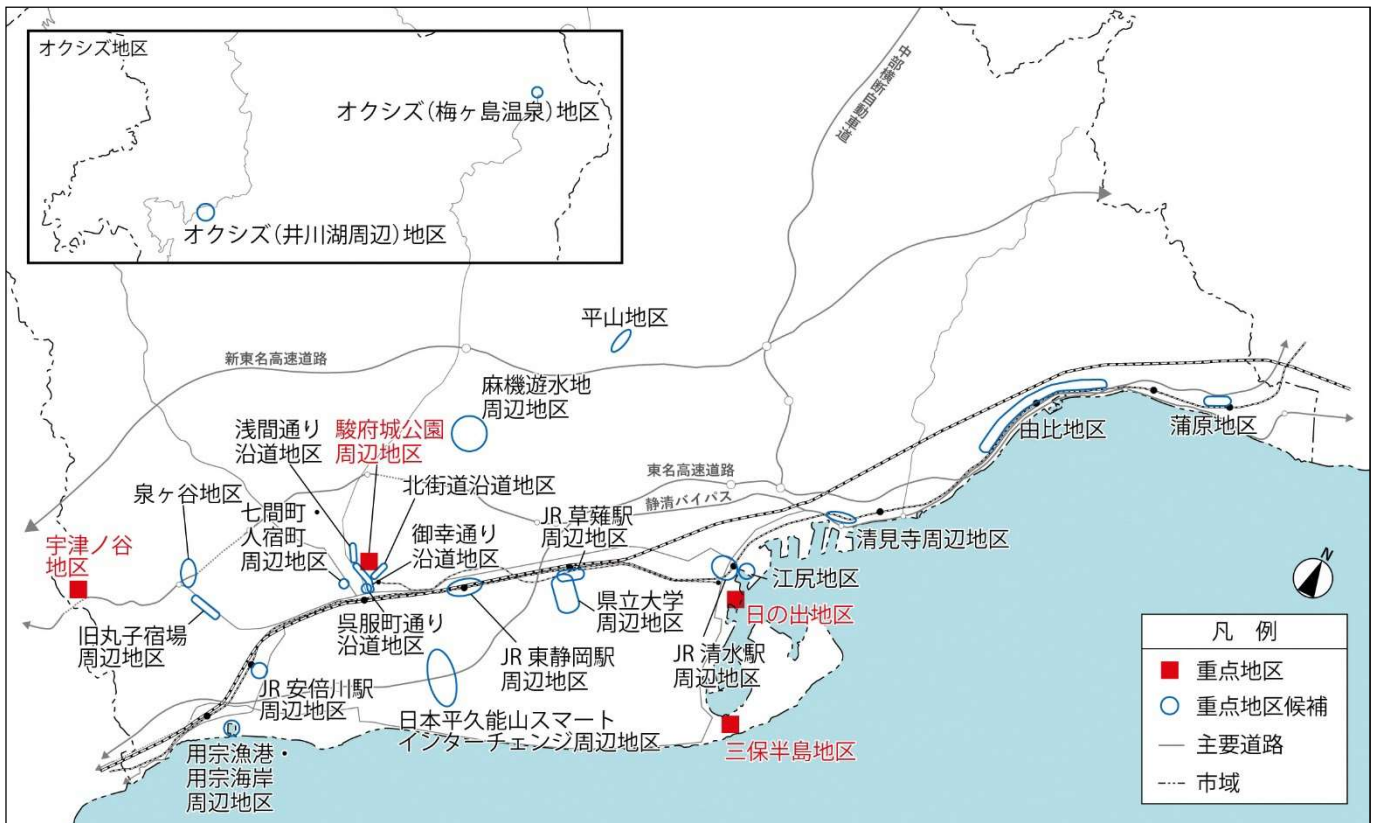 オクシズ地区
オクシズ(梅ヶ島温泉)地区
オクシズ(井川湖周辺)地区
中部横断自動車道
平山地区
新東名高速道路
麻機遊水地
周辺地区
浅間通り
沿道地区
駿府城公園
周辺地区
北街道沿道地区
東名高速道路
静清バイパス
由比地区
蒲原地区
泉ヶ谷地区
七間町・
人宿町
周辺地区
御幸通り
沿道地区
JR 草薙駅
周辺地区
清見寺周辺地区
宇津ノ谷
地区
江尻地区
日の出地区
旧丸子宿場
周辺地区
呉服町通り
沿道地区
県立大学
周辺地区
JR 東静岡駅
周辺地区
JR 清水駅
周辺地区
JR 安倍川駅
周辺地区
日本平久能山スマート
インターチェンジ周辺地区
三保半島地区
用宗漁港・
用宗海岸
周辺地区
N
凡 例
重点地区
重点地区候補
主要道路
市域